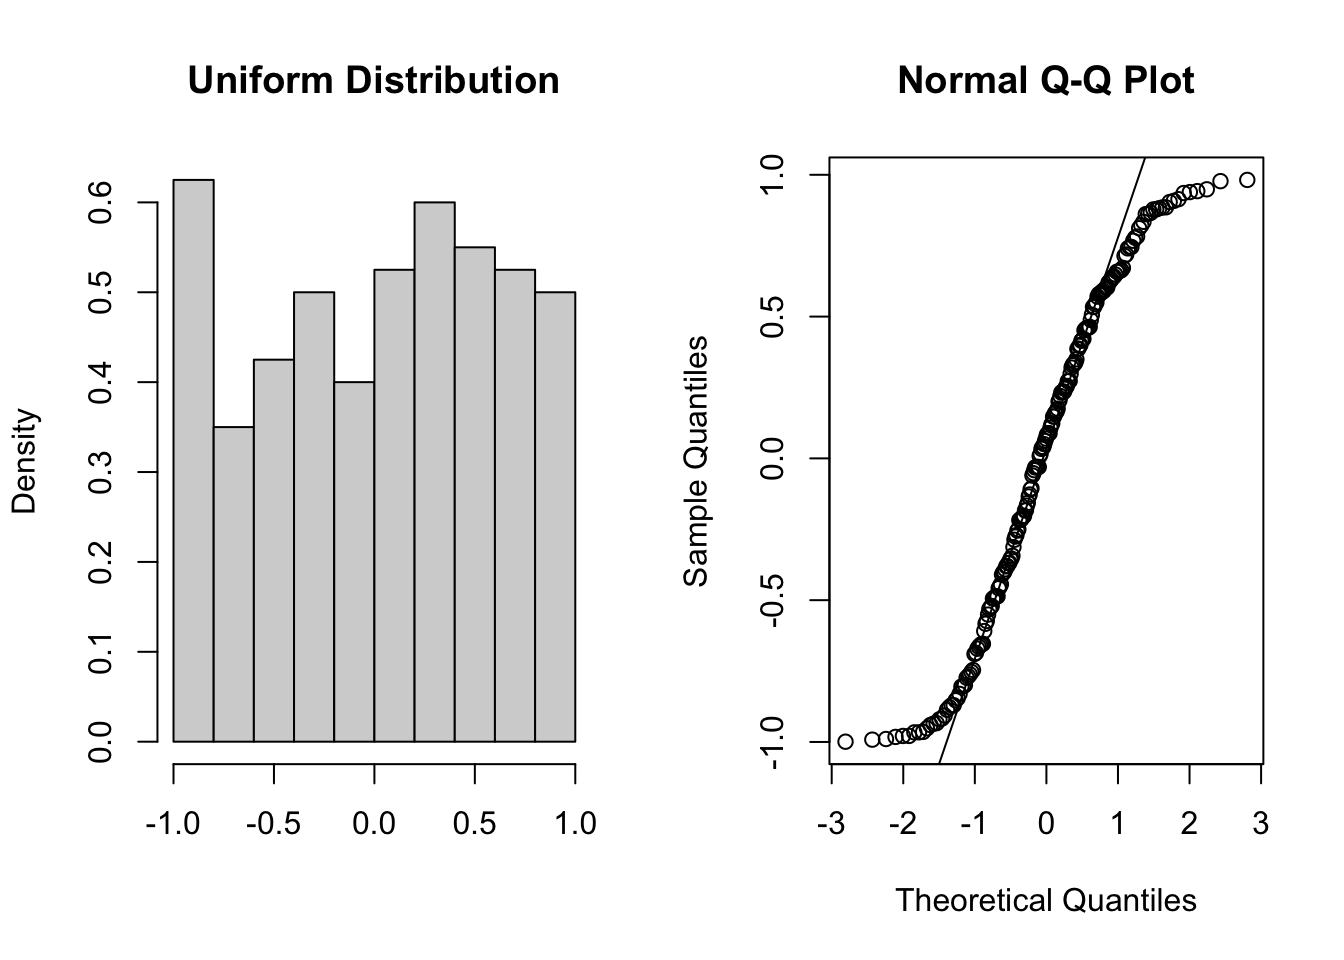 Uniform Distribution
Density
0.0 0.1 0.2 0.3 0.4 0.5 0.6
-1.0 -0.5 0.0 0.5 1.0
Normal Q-Q Plot
Sample Quantiles
-1.0 -0.5 0.0 0.5 1.0
-3 -2 -1 0 1 2 3
Theoretical Quantiles